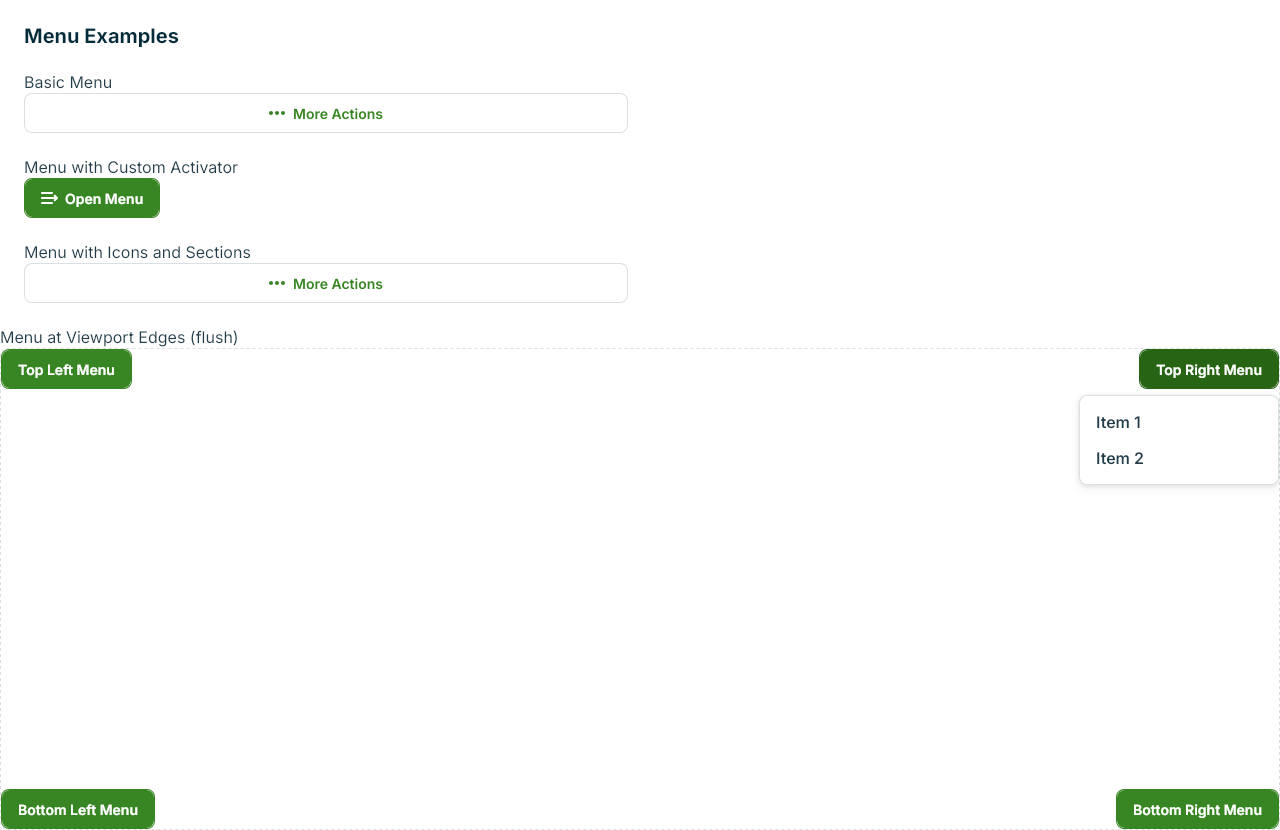 Menu Examples
Basic Menu
More Actions
Menu with Custom Activator
Open Menu
Menu with Icons and Sections
More Actions
Menu at Viewport Edges (flush)
Top Left Menu
Top Right Menu
Item 1
Item 2
Bottom Left Menu
Bottom Right Menu